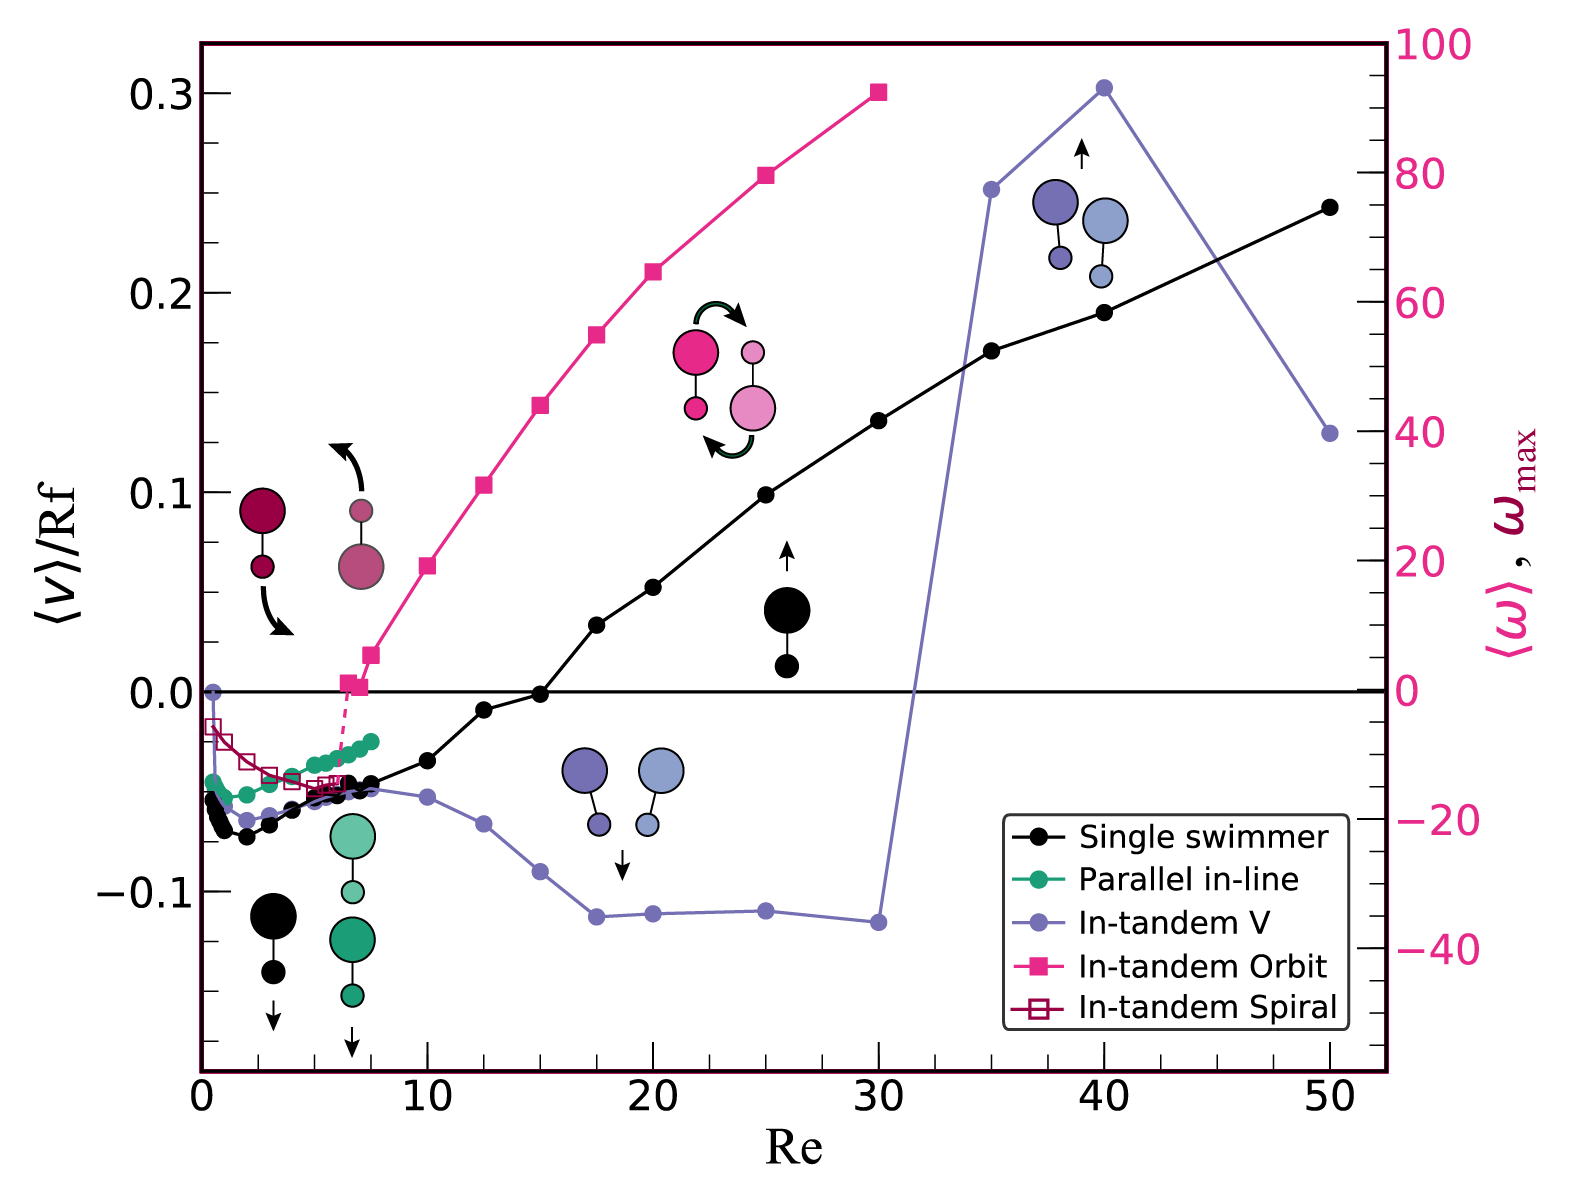 ⟨v⟩/Rf
0.3
0.2
0.1
0.0
−0.1
0
10
20
30
40
50
Re
100
80
60
40
20
0
−20
−40
⟨ω⟩, ωmax
Single swimmer
Parallel in-line
In-tandem V
In-tandem Orbit
In-tandem Spiral